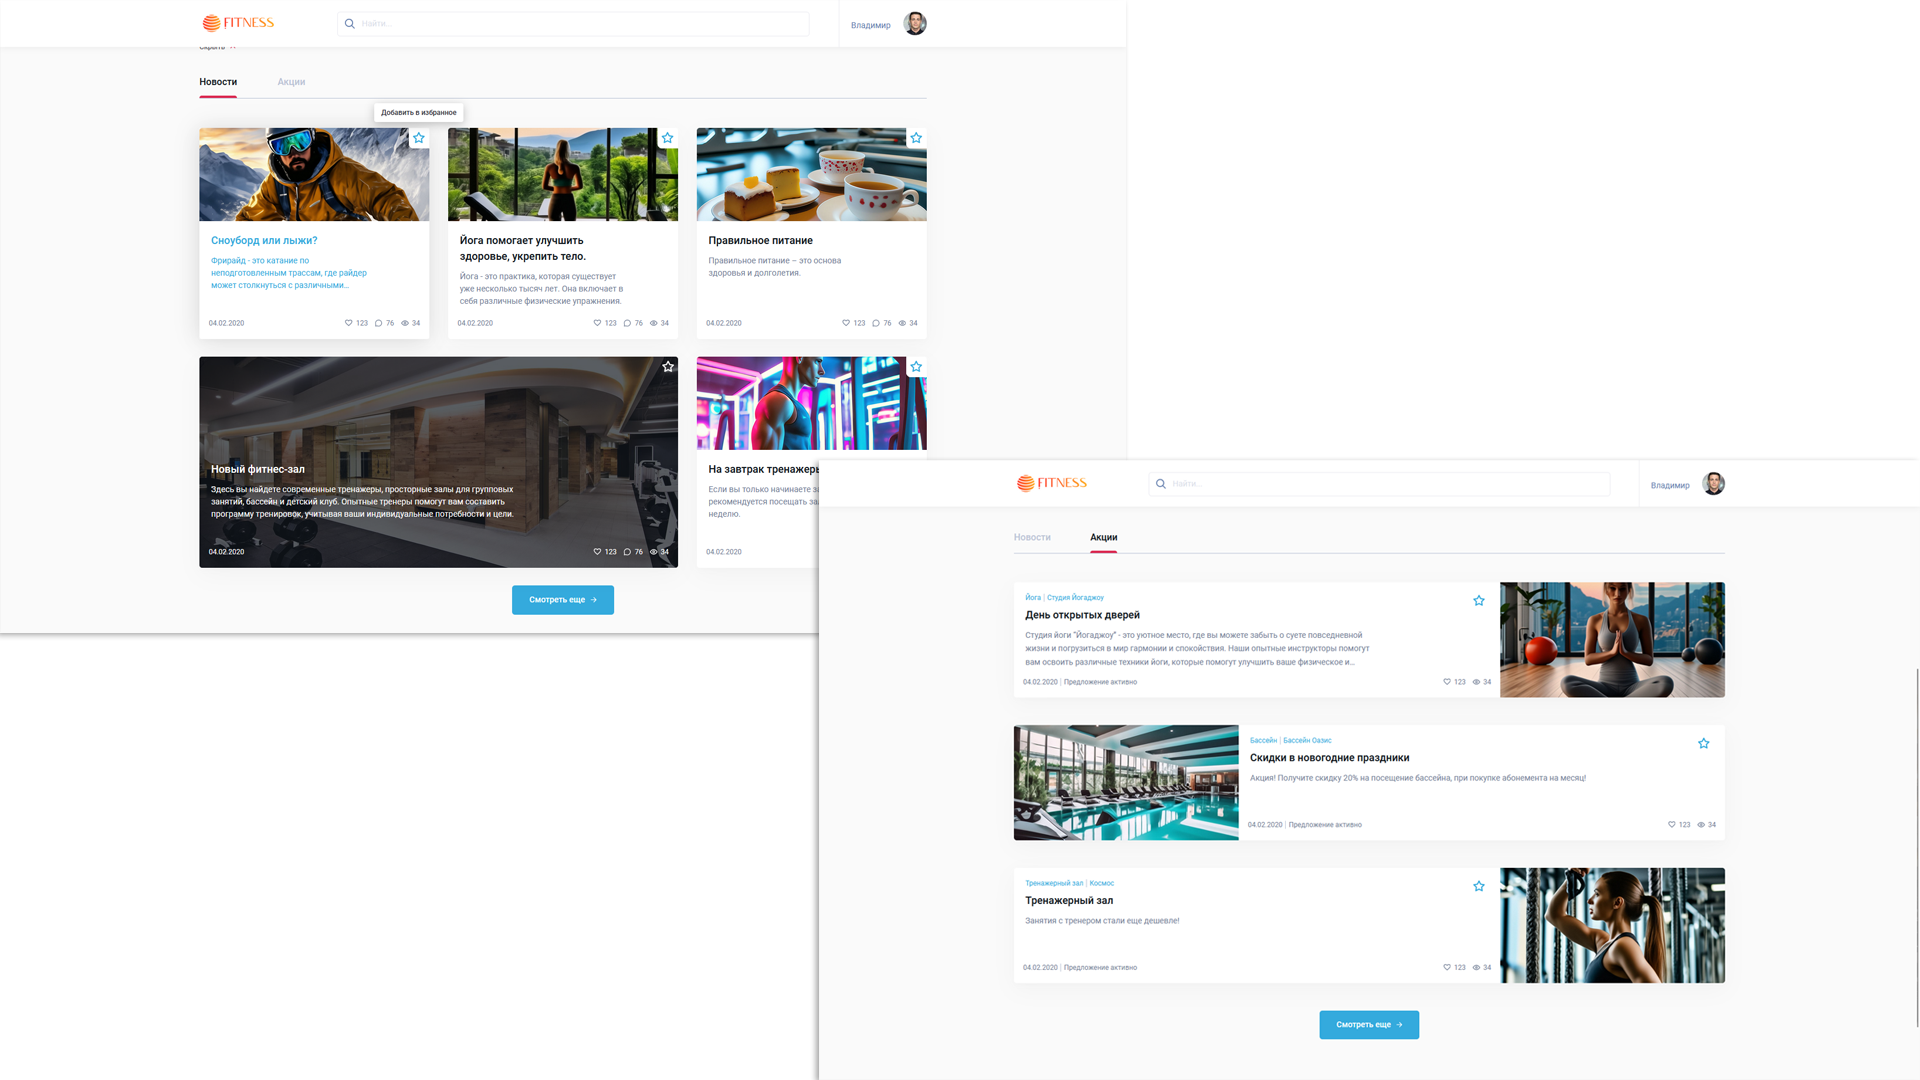 FITNESS
Найти...
Владимир
Скрыть
Новости
Акции
Добавить в избранное
Сноуборд или лыжи?
Фрирайд - это катание по
неподготовленным трассам, где райдер
может столкнуться с различными...
04.02.2020
123
76
34
Йога помогает улучшить
здоровье, укрепить тело.
Йога - это практика, которая существует
уже несколько тысяч лет. Она включает в
себя различные физические упражнения.
04.02.2020
123
76
34
Правильное питание
Правильное питание – это основа
здоровья и долголетия.
04.02.2020
123
76
34
Новый фитнес-зал
Здесь вы найдете современные тренажеры, просторные залы для групповых
занятий, бассейн и детский клуб. Опытные тренеры помогут вам составить
программу тренировок, учитывая ваши индивидуальные потребности и цели.
04.02.2020
123
76
34
На завтрак тренажеры
Если вы только начинаете за
рекомендуется посещать за
неделю.
04.02.2020
Смотреть еще
FITNESS
Найти...
Владимир
Новости
Акции
Йога | Студия Йогаджоу
День открытых дверей
Студия йоги "Йогаджоу" - это уютное место, где вы можете забыть о суете повседневной
жизни и погрузиться в мир гармонии и спокойствия. Наши опытные инструкторы помогут
вам освоить различные техники йоги, которые помогут улучшить ваше физическое и...
04.02.2020 | Предложение активно
123
34
Бассейн | Бассейн Оазис
Скидки в новогодние праздники
Акция! Получите скидку 20% на посещение бассейна, при покупке абонемента на месяц!
04.02.2020 | Предложение активно
123
34
Тренажерный зал | Космос
Тренажерный зал
Занятия с тренером стали еще дешевле!
04.02.2020 | Предложение активно
123
34
Смотреть еще